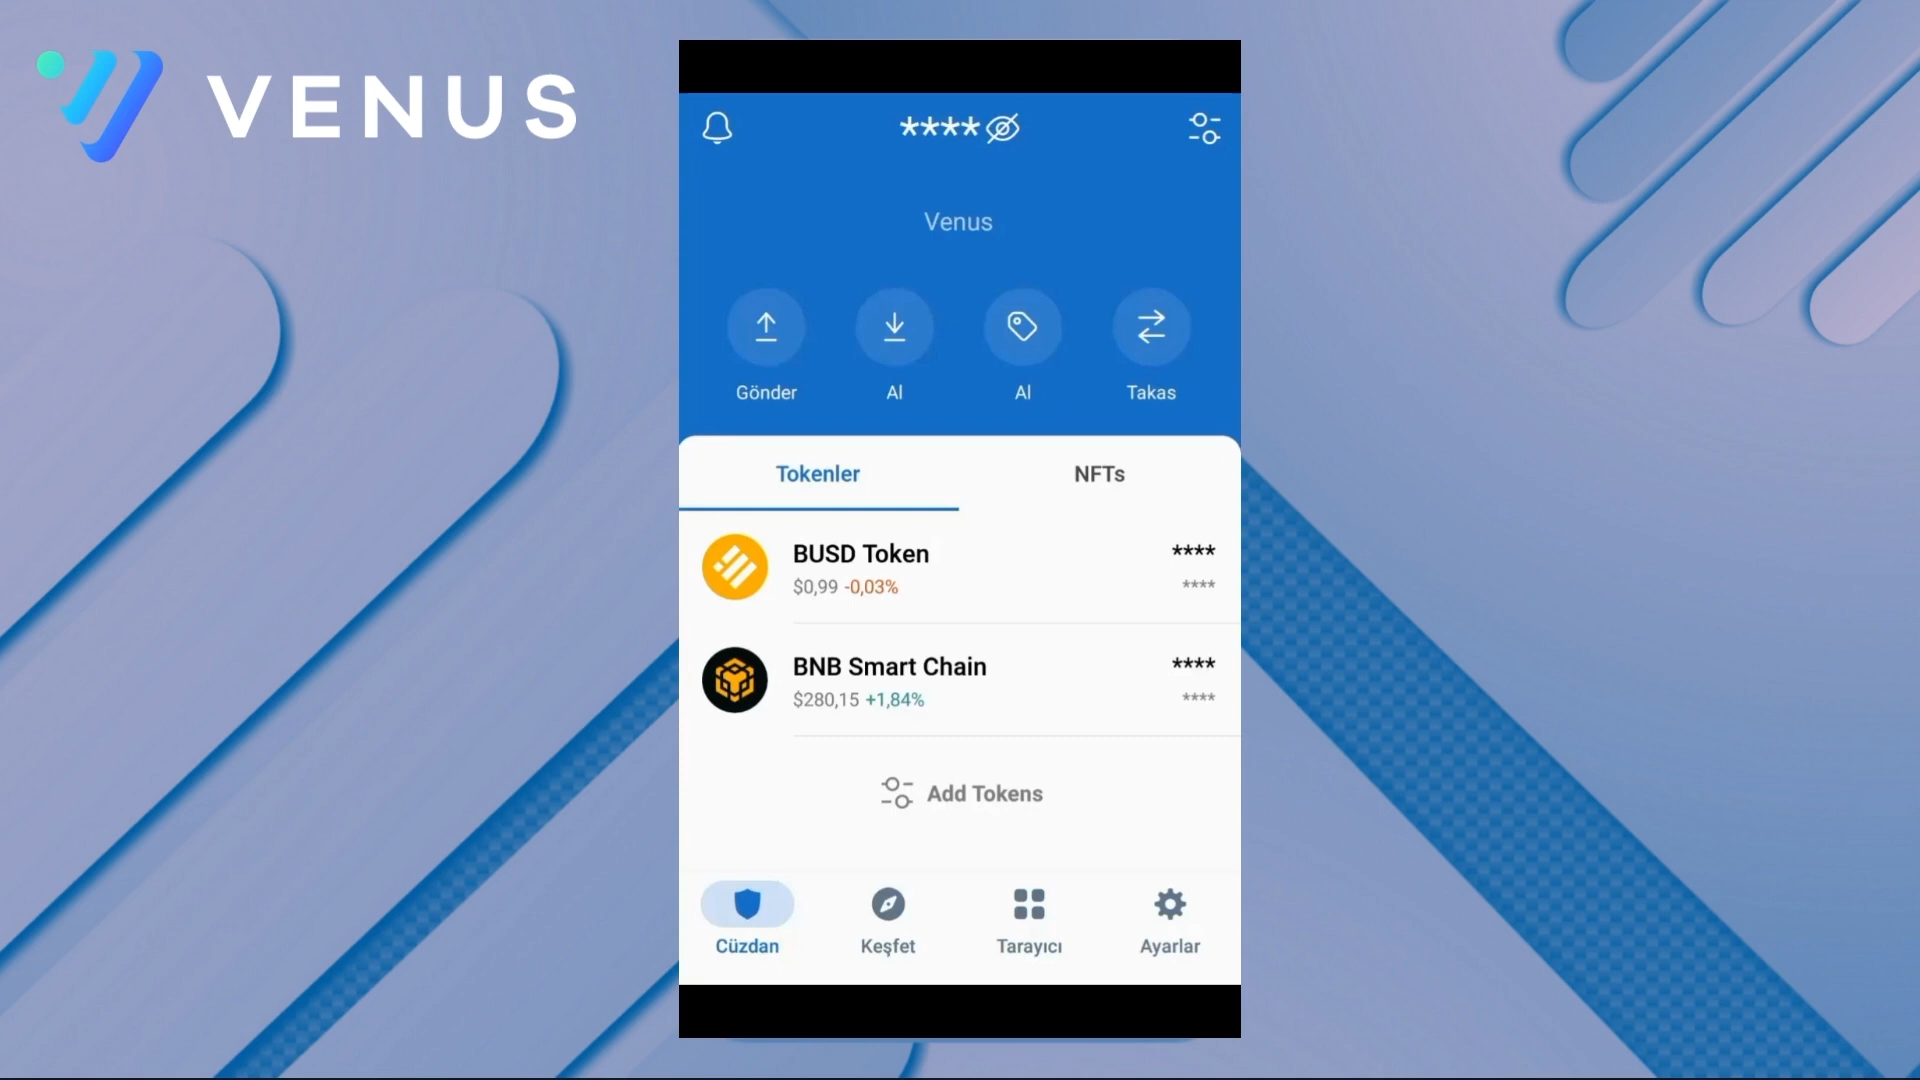 VENUS
****
Venus
Gönder
Al
Al
Takas
Tokenler
NFTs
BUSD Token
****
$0,99 -0,03%
****
BNB Smart Chain
****
$280,15 +1,84%
****
Add Tokens
Cüzdan
Keşfet
Tarayıcı
Ayarlar